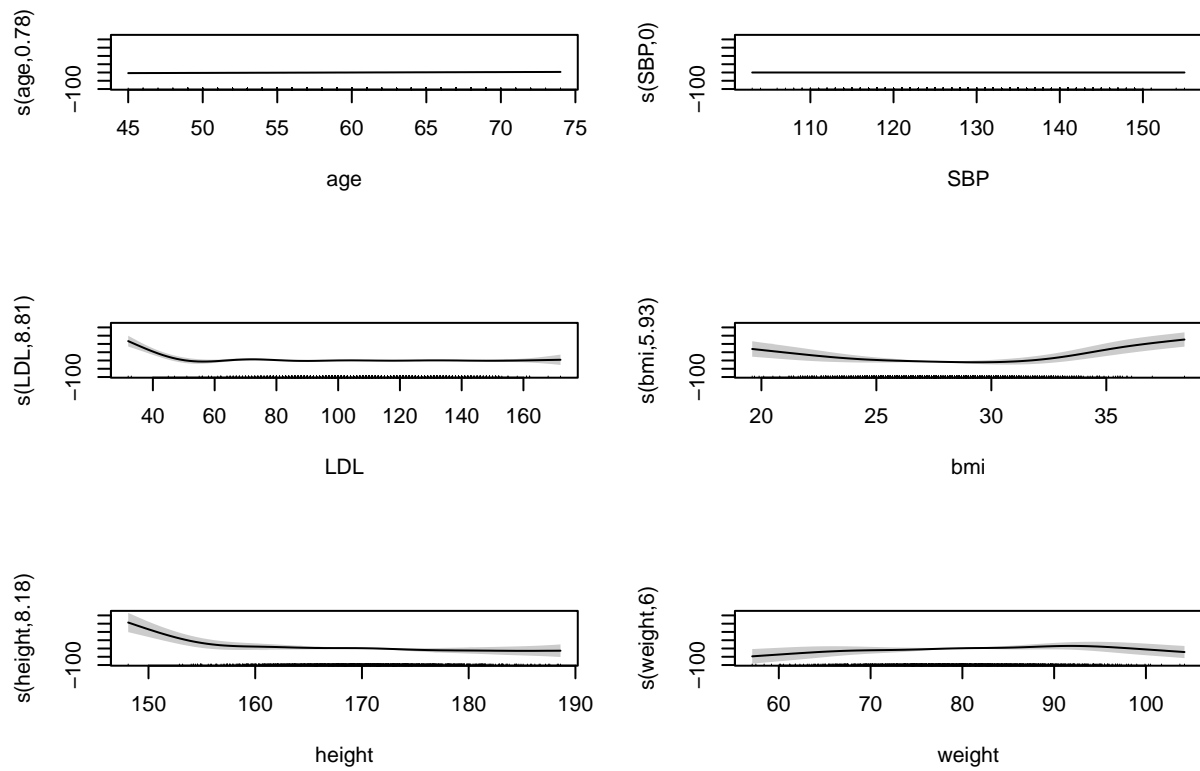 s(age,0.78)
−100
45 50 55 60 65 70 75
age
s(SBP,0)
−100
110 120 130 140 150
SBP
s(LDL,8.81)
−100
40 60 80 100 120 140 160
LDL
s(bmi,5.93)
−100
20 25 30 35
bmi
s(height,8.18)
−100
150 160 170 180 190
height
s(weight,6)
−100
60 70 80 90 100
weight